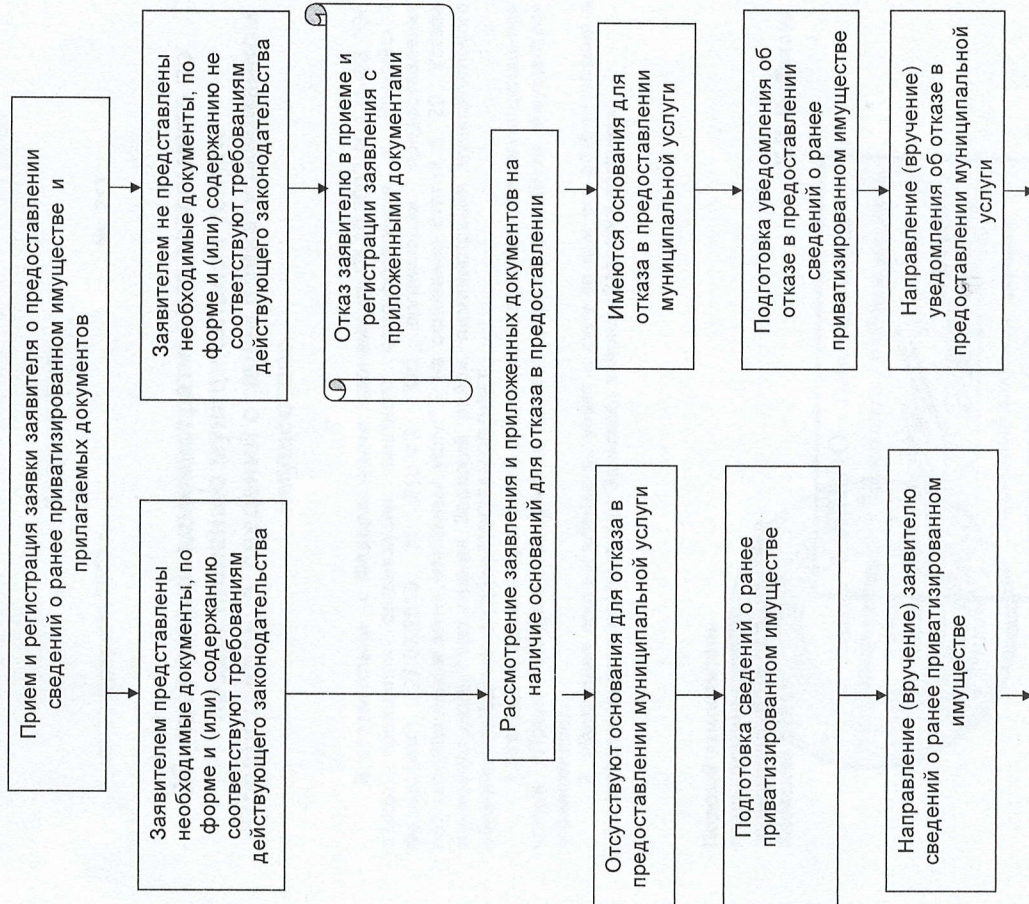 Прием и регистрация заявки заявителя о предоставлении
сведений о ранее приватизированном имуществе и
прилагаемых документов
Заявителем представлены
необходимые документы, по
форме и (или) содержанию
соответствуют требованиям
действующего законодательства
Заявителем не представлены
необходимые документы, по
форме и (или) содержанию не
соответствуют требованиям
действующего законодательства
Отказ заявителю в приеме и
регистрации заявления с
приложенными документами
Рассмотрение заявления и приложенных документов на
наличие оснований для отказа в предоставлении
Отсутствуют основания для отказа в
предоставлении муниципальной услуги
Имеются основания для
отказа в предоставлении
муниципальной услуги
Подготовка сведений о ранее
приватизированном имуществе
Подготовка уведомления об
отказе в предоставлении
сведений о ранее
приватизированном имуществе
Направление (вручение) заявителю
сведений о ранее приватизированном
имуществе
Направление (вручение)
уведомления об отказе в
предоставлении муниципальной
услуги